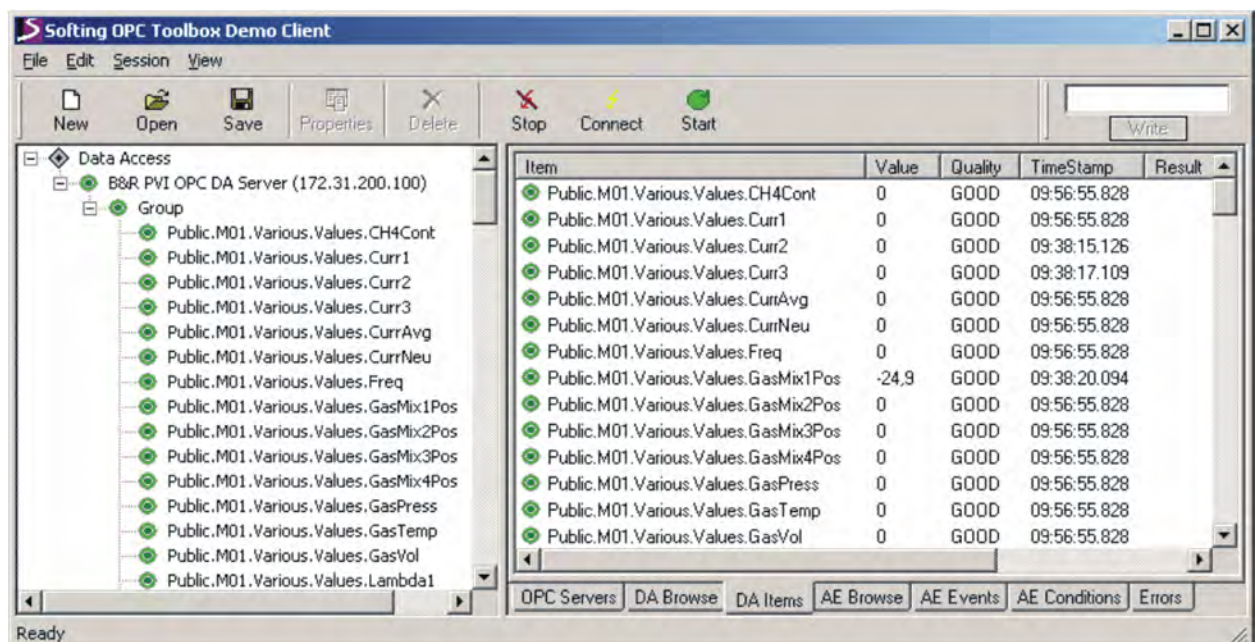 Softing OPC Toolbox Demo Client
File Edit Session View
New Open Save Properties Delete Stop Connect Start Write
Data Access
B&R PVI OPC DA Server (172.31.200.100)
Group
Public.M01.Various.Values.CH4Cont
Public.M01.Various.Values.Curr1
Public.M01.Various.Values.Curr2
Public.M01.Various.Values.Curr3
Public.M01.Various.Values.CurrAvg
Public.M01.Various.Values.CurrNeu
Public.M01.Various.Values.Freq
Public.M01.Various.Values.GasMix1Pos
Public.M01.Various.Values.GasMix2Pos
Public.M01.Various.Values.GasMix3Pos
Public.M01.Various.Values.GasMix4Pos
Public.M01.Various.Values.GasPress
Public.M01.Various.Values.GasTemp
Public.M01.Various.Values.GasVol
Public.M01.Various.Values.Lambda1
Item Value Quality TimeStamp Result
Public.M01.Various.Values.CH4Cont 0 GOOD 09:56:55.828
Public.M01.Various.Values.Curr1 0 GOOD 09:56:55.828
Public.M01.Various.Values.Curr2 0 GOOD 09:38:15.126
Public.M01.Various.Values.Curr3 0 GOOD 09:38:17.109
Public.M01.Various.Values.CurrAvg 0 GOOD 09:56:55.828
Public.M01.Various.Values.CurrNeu 0 GOOD 09:56:55.828
Public.M01.Various.Values.Freq 0 GOOD 09:56:55.828
Public.M01.Various.Values.GasMix1Pos -24,9 GOOD 09:38:20.094
Public.M01.Various.Values.GasMix2Pos 0 GOOD 09:56:55.828
Public.M01.Various.Values.GasMix3Pos 0 GOOD 09:56:55.828
Public.M01.Various.Values.GasMix4Pos 0 GOOD 09:56:55.828
Public.M01.Various.Values.GasPress 0 GOOD 09:56:55.828
Public.M01.Various.Values.GasTemp 0 GOOD 09:56:55.828
Public.M01.Various.Values.GasVol 0 GOOD 09:56:55.828
OPC Servers DA Browse DA Items AE Browse AE Events AE Conditions Errors
Ready